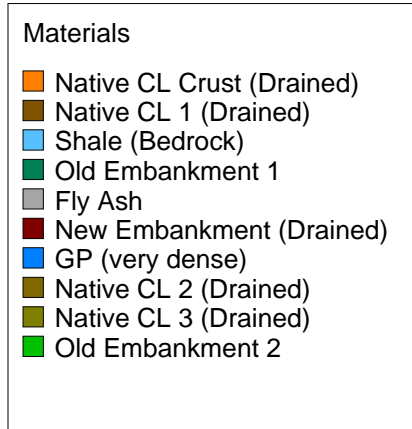 Materials
Native CL Crust (Drained)
Native CL 1 (Drained)
Shale (Bedrock)
Old Embankment 1
Fly Ash
New Embankment (Drained)
GP (very dense)
Native CL 2 (Drained)
Native CL 3 (Drained)
Old Embankment 2